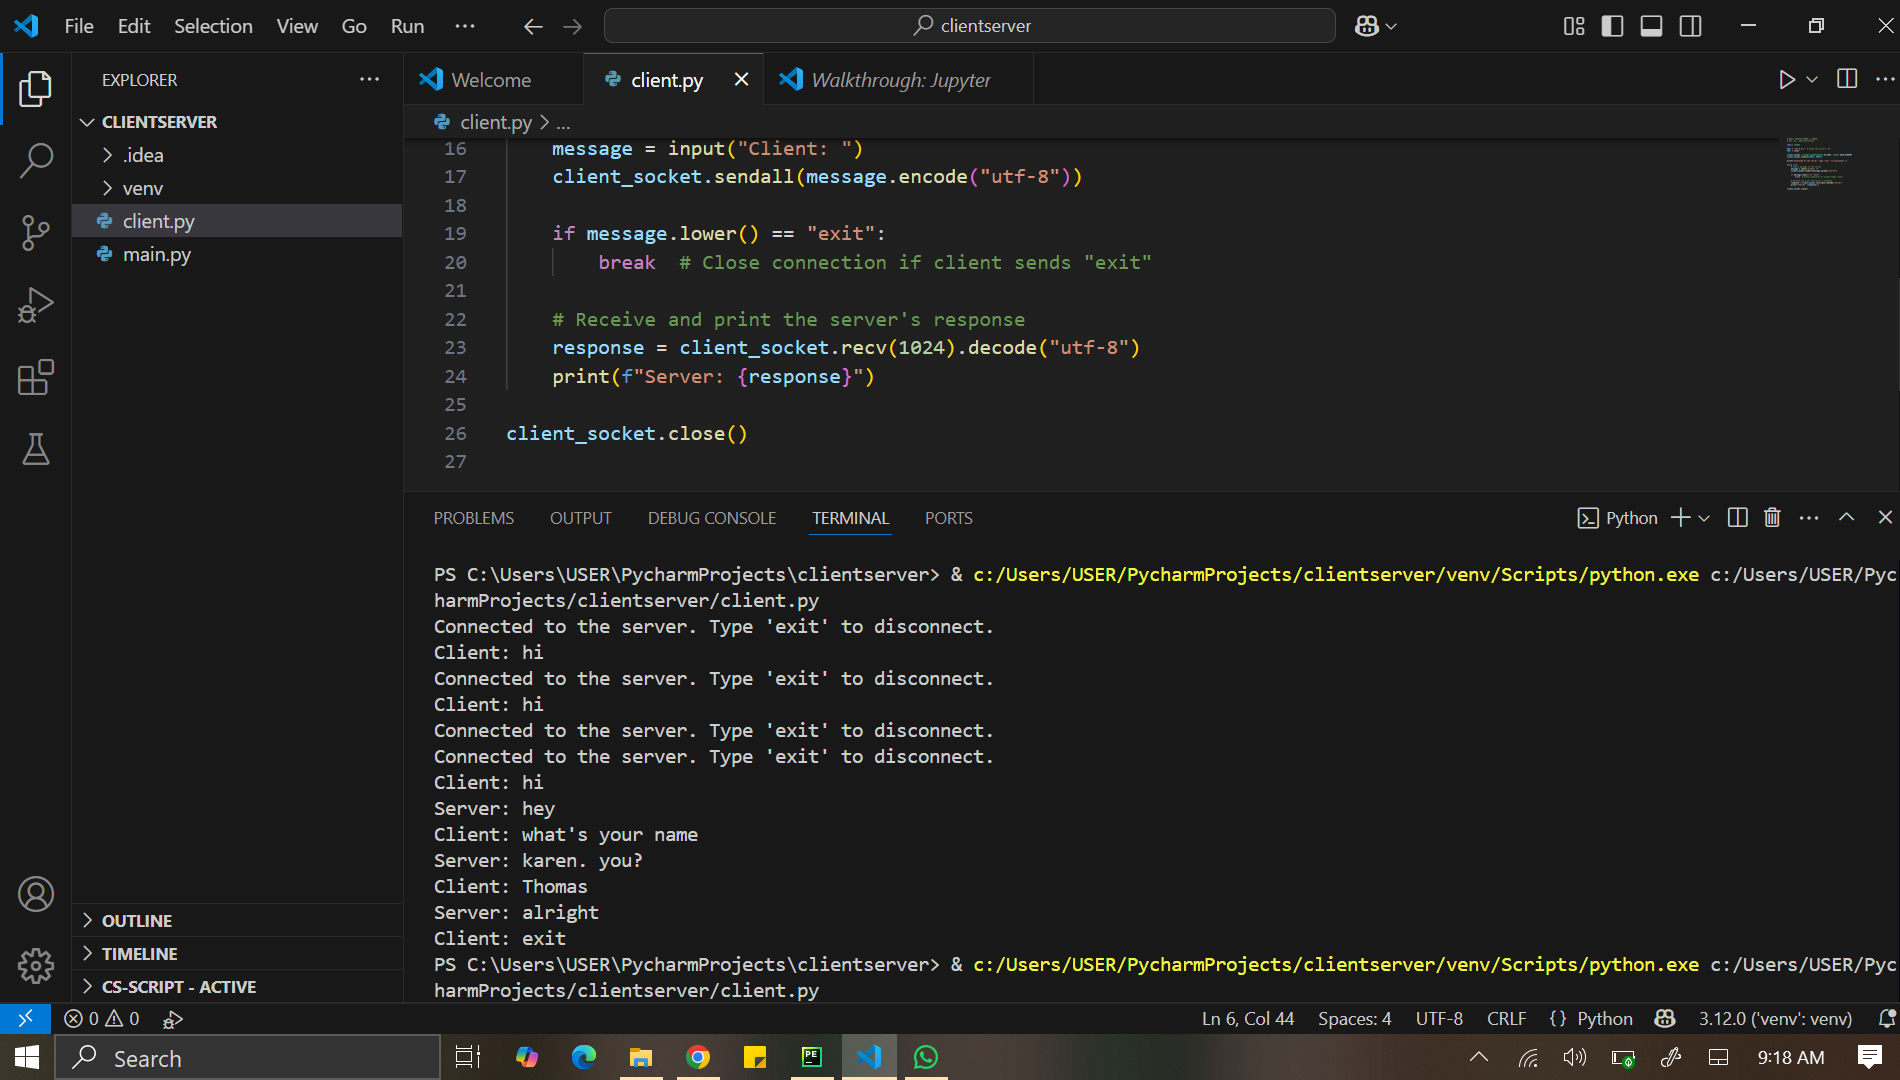 File Edit Selection View Go Run ··· clientserver
EXPLORER ···
Welcome client.py Walkthrough: Jupyter
CLIENTSERVER
.idea
venv
client.py
main.py
OUTLINE
TIMELINE
CS-SCRIPT - ACTIVE
client.py > ...
16 message = input("Client: ")
17 client_socket.sendall(message.encode("utf-8"))
18
19 if message.lower() == "exit":
20 break  # Close connection if client sends "exit"
21
22 # Receive and print the server's response
23 response = client_socket.recv(1024).decode("utf-8")
24 print(f"Server: {response}")
25
26 client_socket.close()
27
PROBLEMS OUTPUT DEBUG CONSOLE TERMINAL PORTS Python
PS C:\Users\USER\PycharmProjects\clientserver> & c:/Users/USER/PycharmProjects/clientserver/venv/Scripts/python.exe c:/Users/USER/Pyc
harmProjects/clientserver/client.py
Connected to the server. Type 'exit' to disconnect.
Client: hi
Connected to the server. Type 'exit' to disconnect.
Client: hi
Connected to the server. Type 'exit' to disconnect.
Connected to the server. Type 'exit' to disconnect.
Client: hi
Server: hey
Client: what's your name
Server: karen. you?
Client: Thomas
Server: alright
Client: exit
PS C:\Users\USER\PycharmProjects\clientserver> & c:/Users/USER/PycharmProjects/clientserver/venv/Scripts/python.exe c:/Users/USER/Pyc
harmProjects/clientserver/client.py
0 0 Ln 6, Col 44 Spaces: 4 UTF-8 CRLF {} Python 3.12.0 ('venv': venv)
Search 9:18 AM